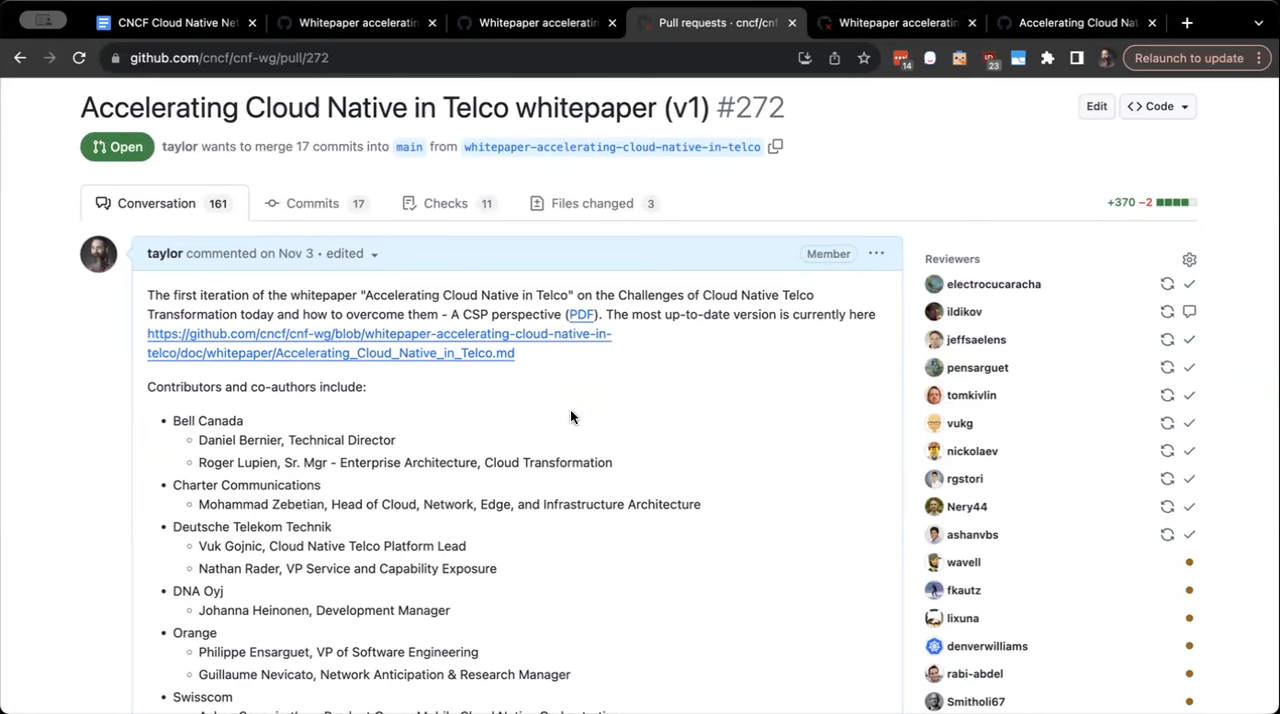 CNCF Cloud Native Net
Whitepaper acceleratin
Whitepaper acceleratin
Pull requests · cncf/cnf
Whitepaper acceleratin
Accelerating Cloud Nat
github.com/cncf/cnf-wg/pull/272
14
23
Relaunch to update
Accelerating Cloud Native in Telco whitepaper (v1) #272
Edit
<> Code
Open
taylor wants to merge 17 commits into main from whitepaper-accelerating-cloud-native-in-telco
Conversation 161
Commits 17
Checks 11
Files changed 3
+370 −2
taylor commented on Nov 3 • edited
Member
The first iteration of the whitepaper "Accelerating Cloud Native in Telco" on the Challenges of Cloud Native Telco
Transformation today and how to overcome them - A CSP perspective (PDF). The most up-to-date version is currently here
https://github.com/cncf/cnf-wg/blob/whitepaper-accelerating-cloud-native-in-
telco/doc/whitepaper/Accelerating_Cloud_Native_in_Telco.md
Contributors and co-authors include:
• Bell Canada
◦ Daniel Bernier, Technical Director
◦ Roger Lupien, Sr. Mgr - Enterprise Architecture, Cloud Transformation
• Charter Communications
◦ Mohammad Zebetian, Head of Cloud, Network, Edge, and Infrastructure Architecture
• Deutsche Telekom Technik
◦ Vuk Gojnic, Cloud Native Telco Platform Lead
◦ Nathan Rader, VP Service and Capability Exposure
• DNA Oyj
◦ Johanna Heinonen, Development Manager
• Orange
◦ Philippe Ensarguet, VP of Software Engineering
◦ Guillaume Nevicato, Network Anticipation & Research Manager
• Swisscom
Reviewers
electrocucaracha
ildikov
jeffsaelens
pensarguet
tomkivlin
vukg
nickolaev
rgstori
Nery44
ashanvbs
wavell
fkautz
lixuna
denverwilliams
rabi-abdel
Smitholi67